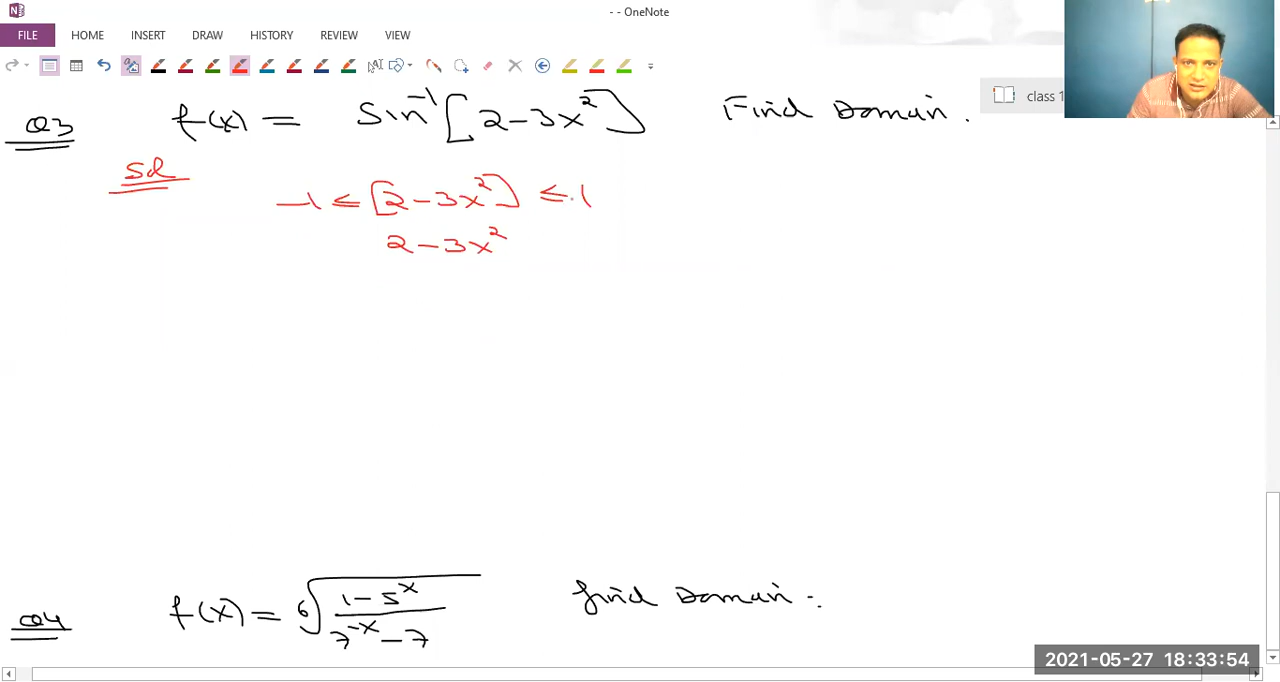 - - OneNote
FILE HOME INSERT DRAW HISTORY REVIEW VIEW
class 1
Q3 f(x) = Sin⁻¹[2-3x²] Find Domain.
Sol
-1 ≤ [2-3x²] ≤ 1
2-3x²
Q4 f(x) = ⁶√((1-5ˣ)/(7⁻ˣ-7)) find Domain :
2021-05-27 18:33:54